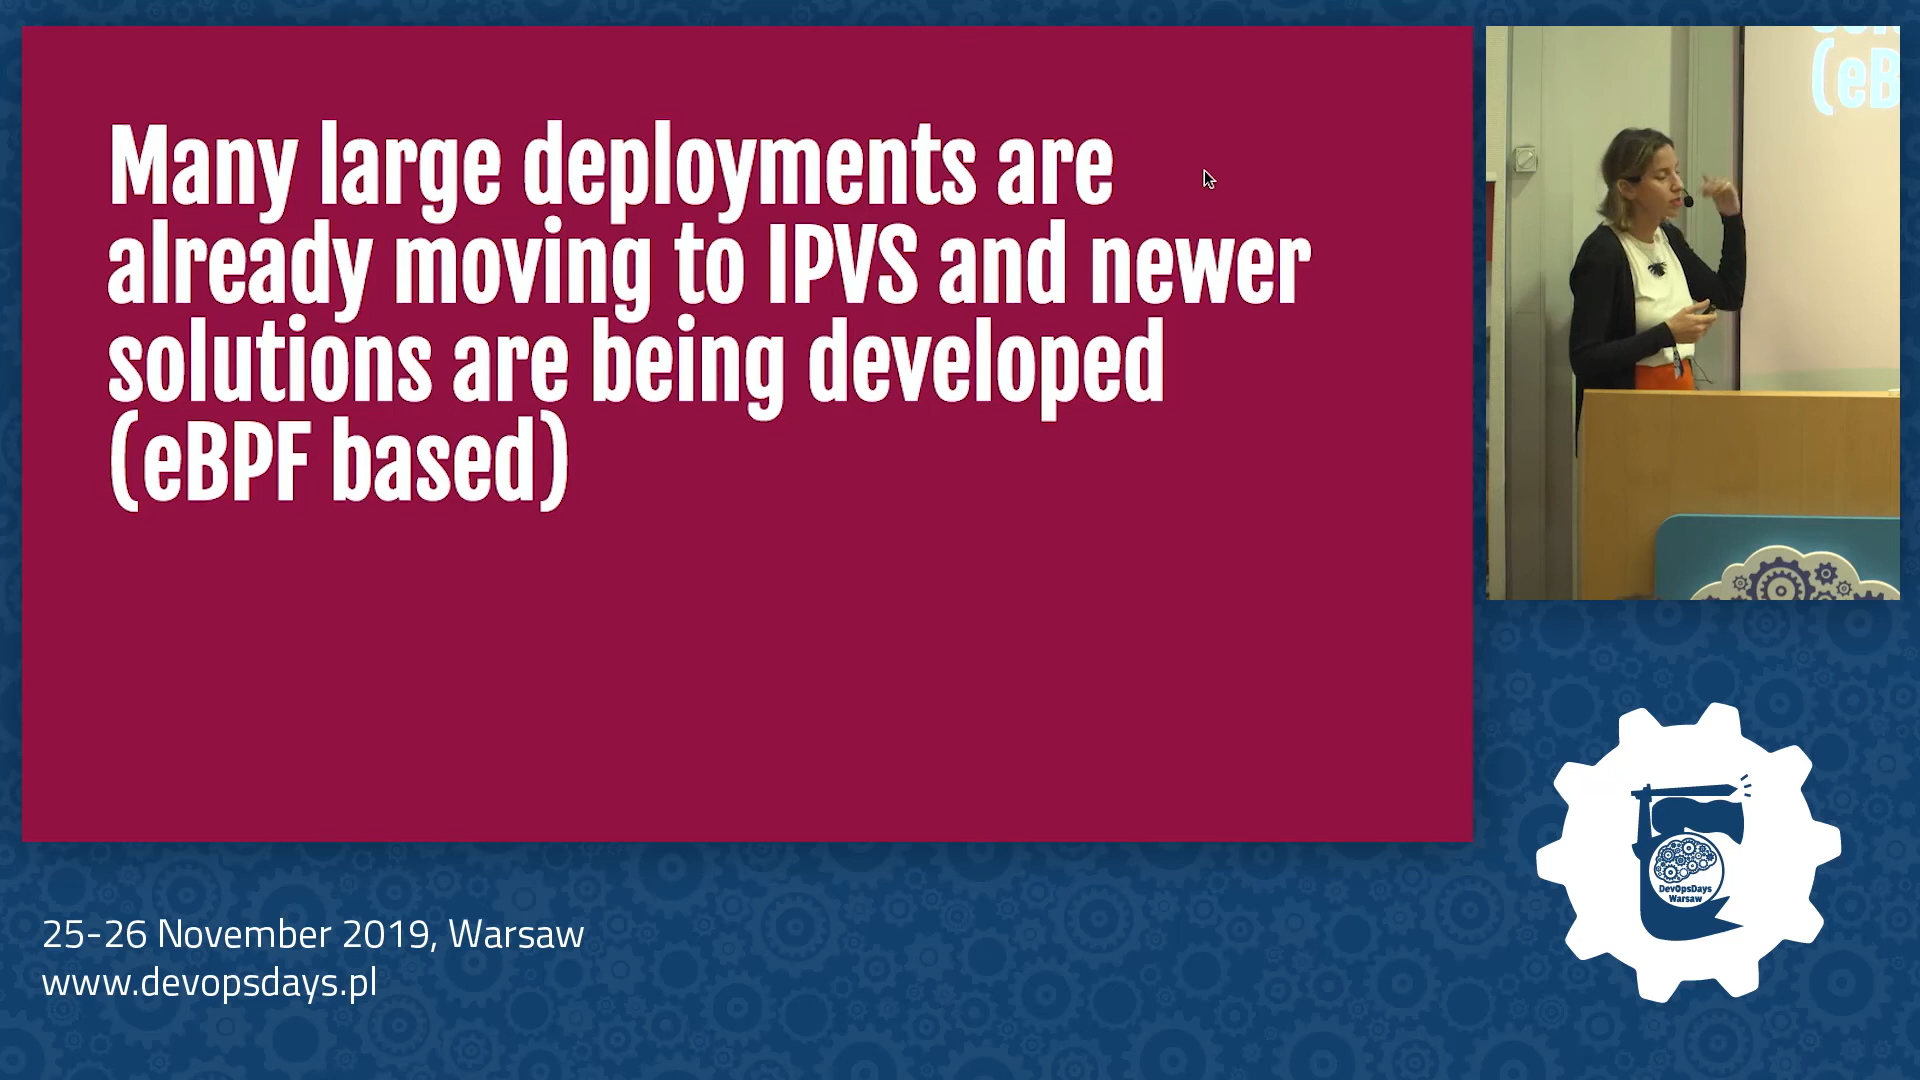 Many large deployments are
already moving to IPVS and newer
solutions are being developed
(eBPF based)
(eB
25-26 November 2019, Warsaw
www.devopsdays.pl
DevOpsDays
Warsaw